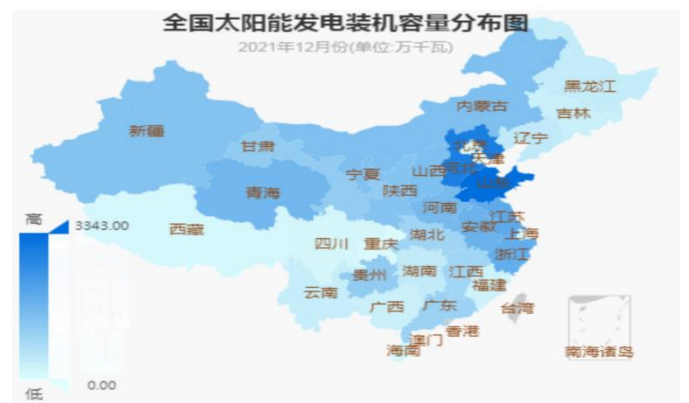 全国太阳能发电装机容量分布图
2021年12月份(单位:万千瓦)
黑龙江
内蒙古
吉林
新疆
辽宁
北京
甘肃
天津
宁夏
山西
河北
山东
青海
陕西
河南
江苏
高
3343.00
西藏
安徽
上海
四川
重庆
湖北
浙江
贵州
湖南
江西
云南
福建
广西
广东
台湾
香港
澳门
海南
南海诸岛
0.00
低